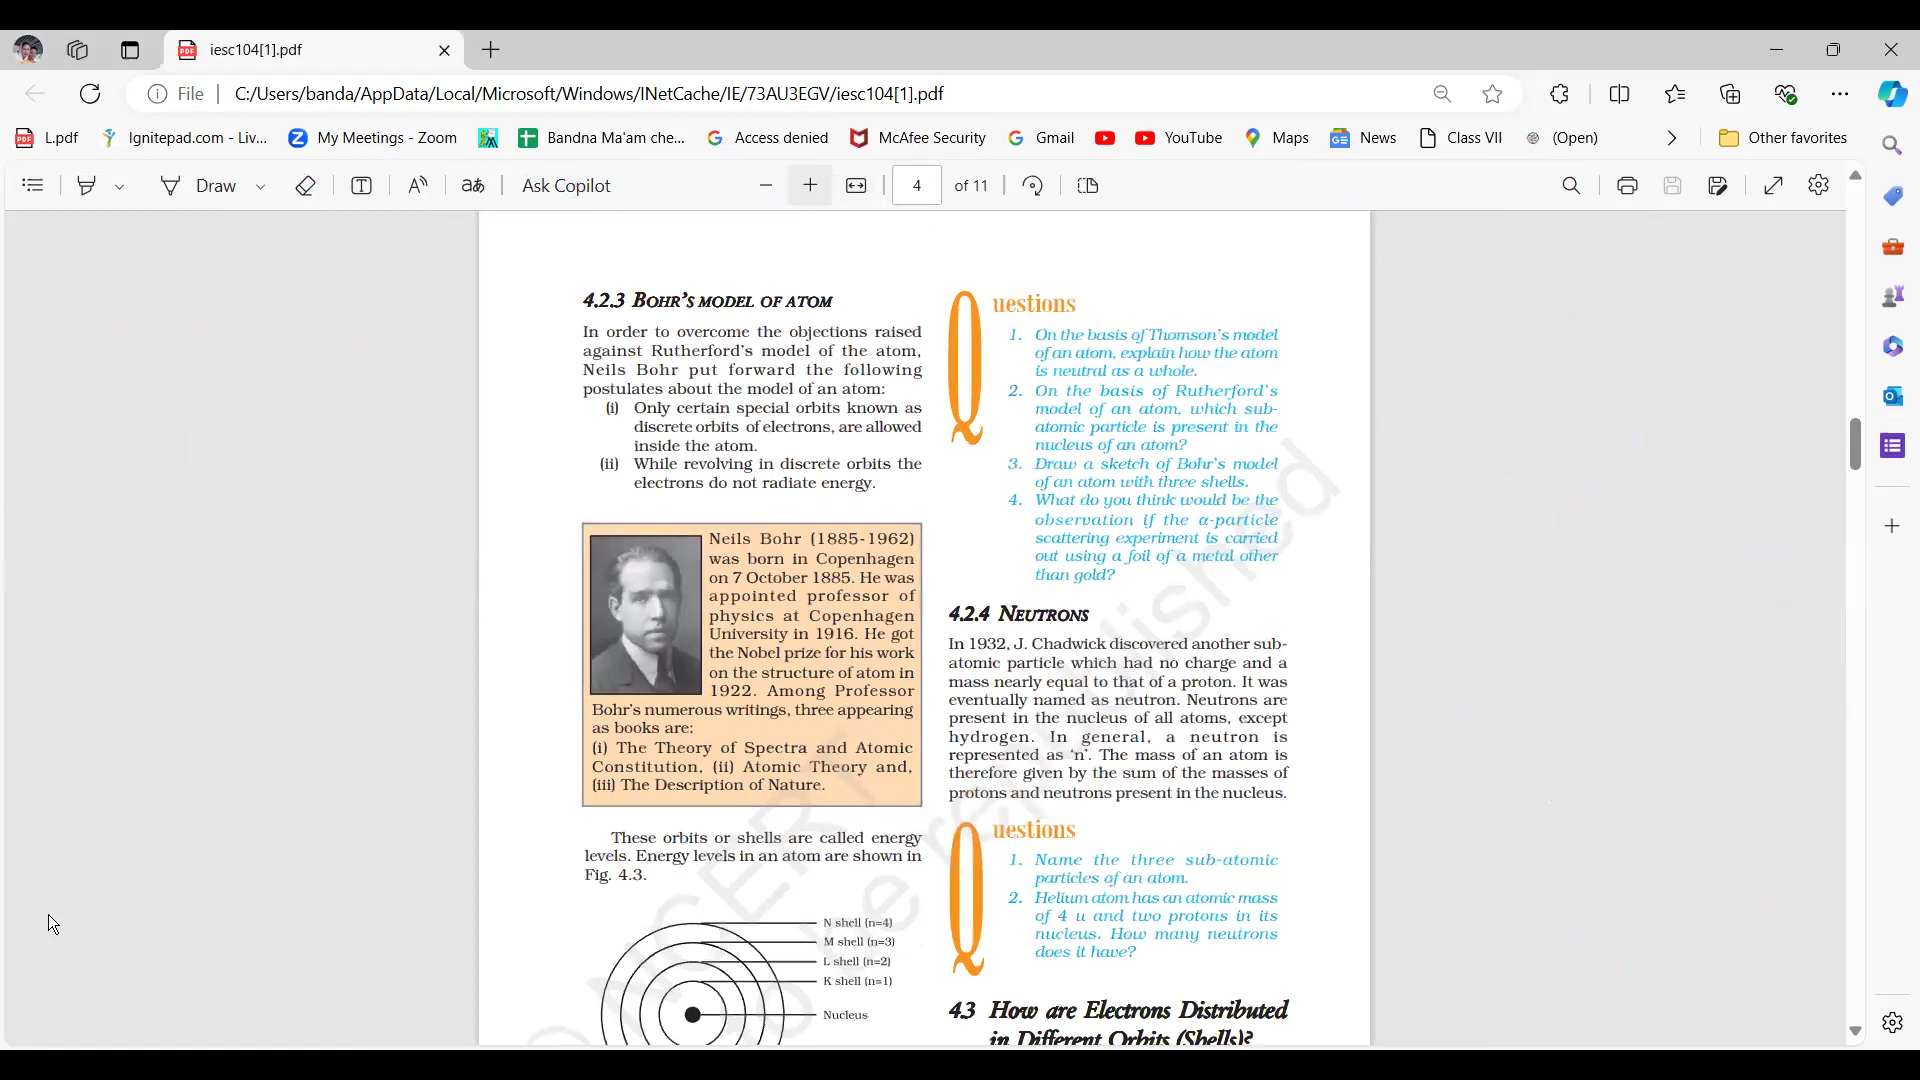 iesc104[1].pdf
File
C:/Users/banda/AppData/Local/Microsoft/Windows/INetCache/IE/73AU3EGV/iesc104[1].pdf
L.pdf
Ignitepad.com - Liv...
My Meetings - Zoom
Bandna Ma'am che...
Access denied
McAfee Security
Gmail
YouTube
Maps
News
Class VII
(Open)
Other favorites
Draw
Ask Copilot
4
of 11
4.2.3 BOHR'S MODEL OF ATOM
In order to overcome the objections raised
against Rutherford's model of the atom,
Neils Bohr put forward the following
postulates about the model of an atom:
(i) Only certain special orbits known as
discrete orbits of electrons, are allowed
inside the atom.
(ii) While revolving in discrete orbits the
electrons do not radiate energy.
Neils Bohr (1885-1962)
was born in Copenhagen
on 7 October 1885. He was
appointed professor of
physics at Copenhagen
University in 1916. He got
the Nobel prize for his work
on the structure of atom in
1922. Among Professor
Bohr's numerous writings, three appearing
as books are:
(i) The Theory of Spectra and Atomic
Constitution, (ii) Atomic Theory and,
(iii) The Description of Nature.
These orbits or shells are called energy
levels. Energy levels in an atom are shown in
Fig. 4.3.
N shell (n=4)
M shell (n=3)
L shell (n=2)
K shell (n=1)
Nucleus
Questions
1. On the basis of Thomson's model
of an atom, explain how the atom
is neutral as a whole.
2. On the basis of Rutherford's
model of an atom, which sub-
atomic particle is present in the
nucleus of an atom?
3. Draw a sketch of Bohr's model
of an atom with three shells.
4. What do you think would be the
observation if the α-particle
scattering experiment is carried
out using a foil of a metal other
than gold?
4.2.4 NEUTRONS
In 1932, J. Chadwick discovered another sub-
atomic particle which had no charge and a
mass nearly equal to that of a proton. It was
eventually named as neutron. Neutrons are
present in the nucleus of all atoms, except
hydrogen. In general, a neutron is
represented as 'n'. The mass of an atom is
therefore given by the sum of the masses of
protons and neutrons present in the nucleus.
Questions
1. Name the three sub-atomic
particles of an atom.
2. Helium atom has an atomic mass
of 4 u and two protons in its
nucleus. How many neutrons
does it have?
4.3 How are Electrons Distributed
in Different Orbits (Shells)?
NCERT
be republished